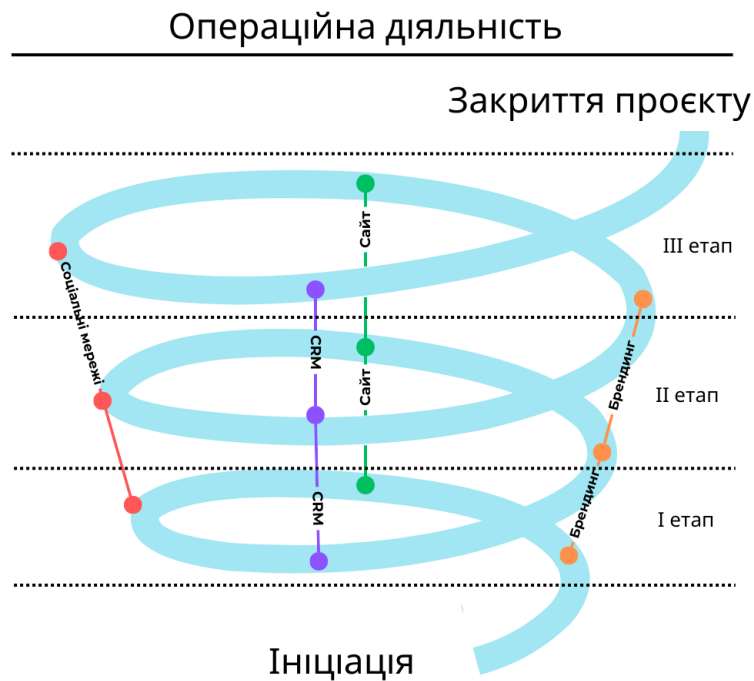 Операційна діяльність
Закриття проєкту
III етап
Сайт
Соціальні мережі
CRM
Сайт
Брендинг
II етап
CRM
Брендинг
I етап
Ініціація